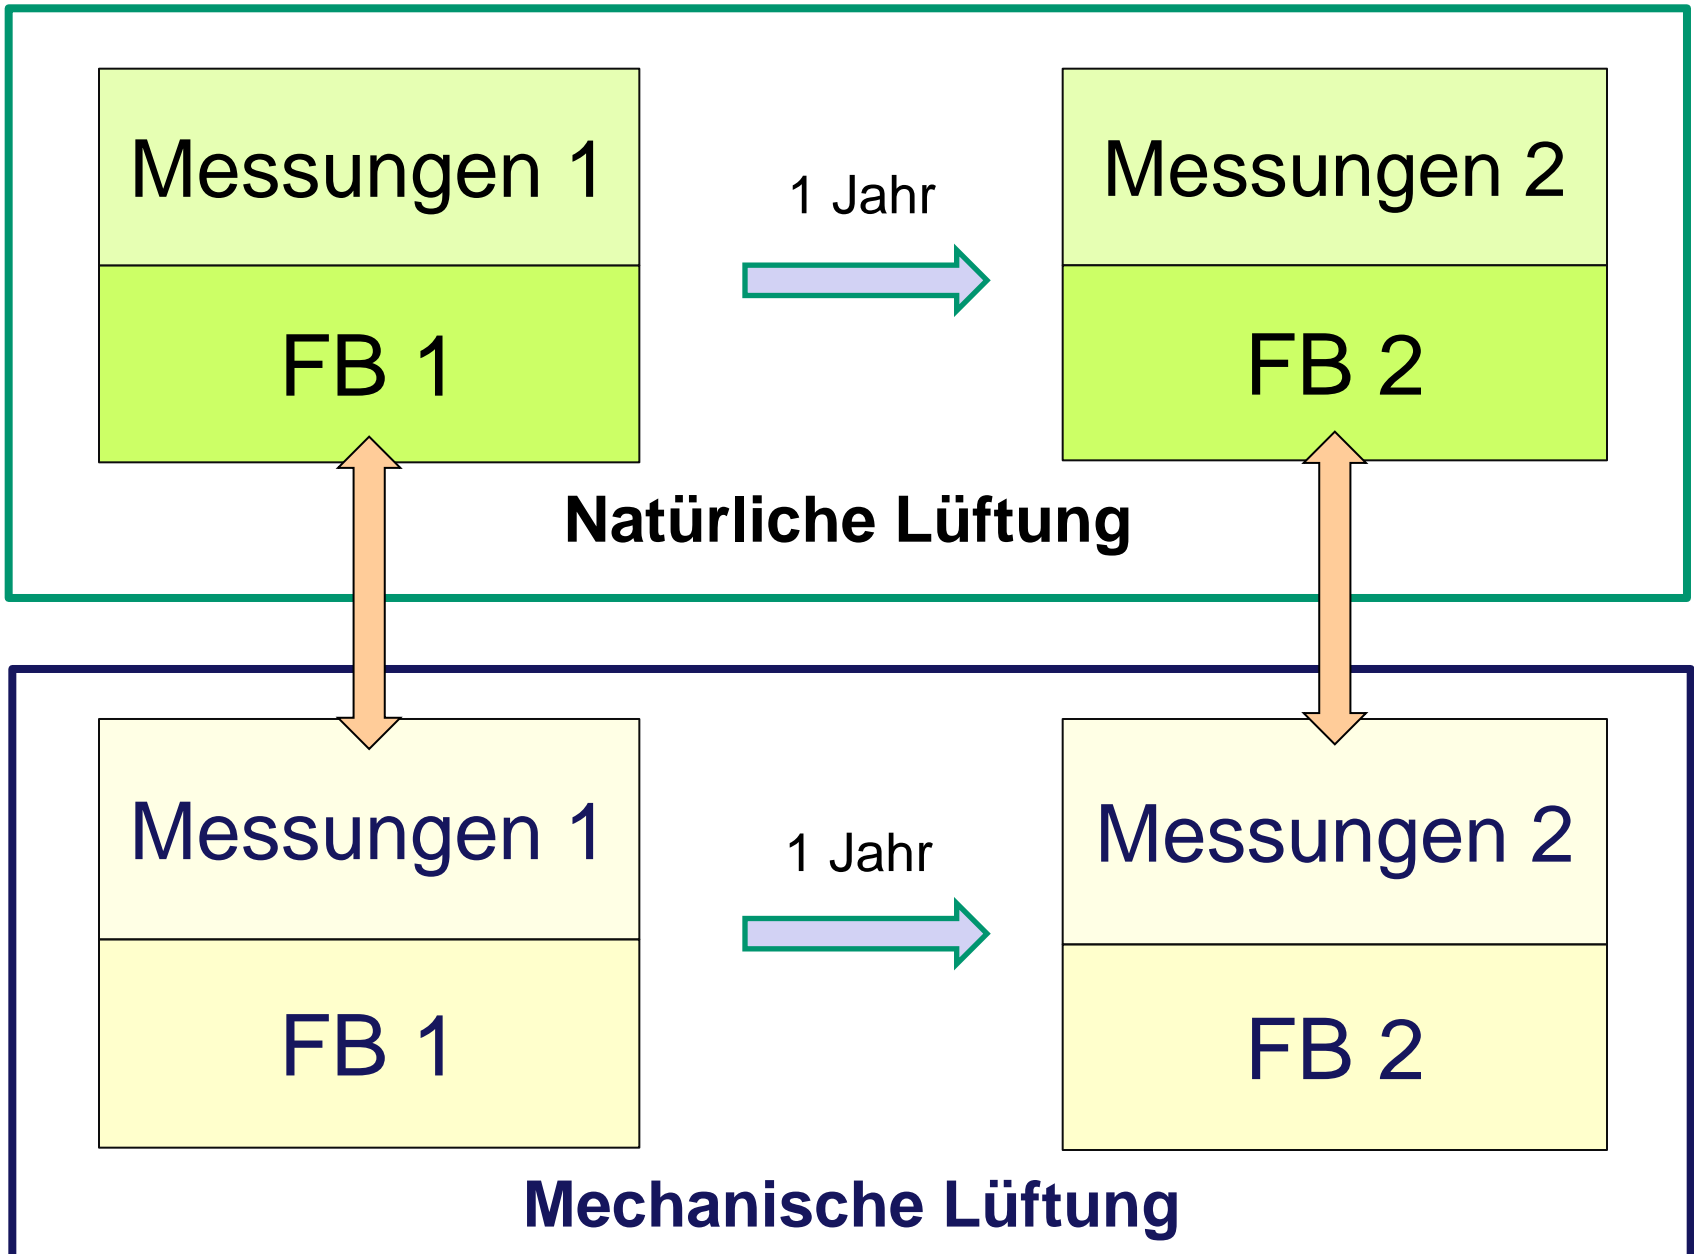 Messungen 1
1 Jahr
Messungen 2
FB 1
FB 2
Natürliche Lüftung
Messungen 1
1 Jahr
Messungen 2
FB 1
FB 2
Mechanische Lüftung